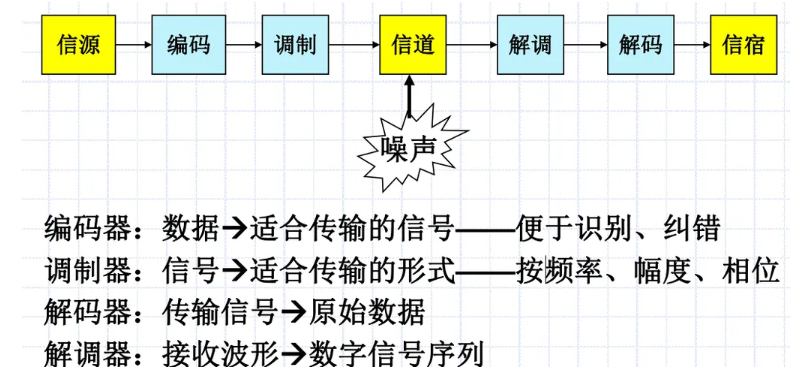 信源 编码 调制 信道 解调 解码 信宿
噪声
编码器：数据→适合传输的信号——便于识别、纠错
调制器：信号→适合传输的形式——按频率、幅度、相位
解码器：传输信号→原始数据
解调器：接收波形→数字信号序列